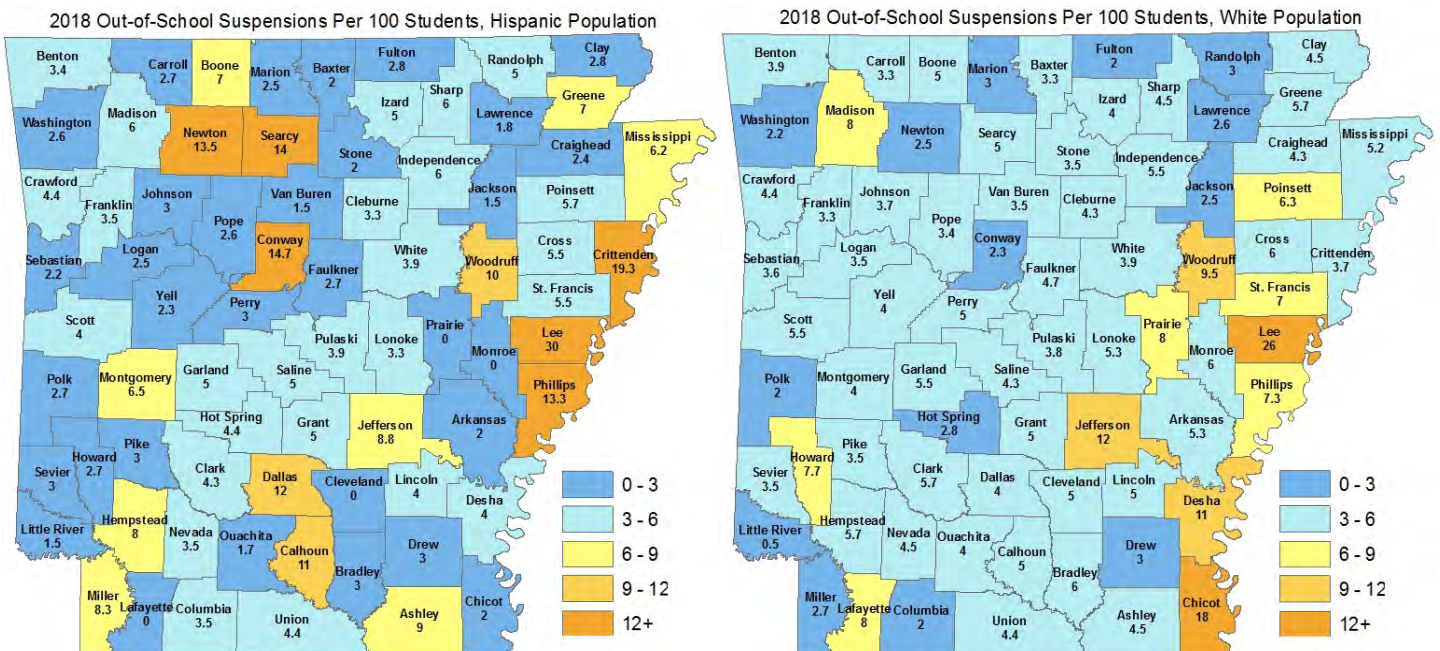 2018 Out-of-School Suspensions Per 100 Students, Hispanic Population
Benton
3.4
Carroll
2.7
Boone
7
Marion
2.5
Baxter
2
Fulton
2.8
Randolph
5
Clay
2.8
Washington
2.6
Madison
6
Newton
13.5
Searcy
14
Stone
2
Izard
5
Sharp
6
Lawrence
1.8
Greene
7
Mississippi
6.2
Craighead
2.4
Independence
6
Crawford
4.4
Franklin
3.5
Johnson
3
Pope
2.6
Van Buren
1.5
Cleburne
3.3
Jackson
1.5
Poinsett
5.7
Sebastian
2.2
Logan
2.5
Conway
14.7
Faulkner
2.7
White
3.9
Woodruff
10
Cross
5.5
Crittenden
19.3
St. Francis
5.5
Scott
4
Yell
2.3
Perry
3
Pulaski
3.9
Lonoke
3.3
Prairie
0
Monroe
0
Lee
30
Phillips
13.3
Polk
2.7
Montgomery
6.5
Garland
5
Saline
5
Hot Spring
4.4
Grant
5
Jefferson
8.8
Arkansas
2
Sevier
3
Howard
2.7
Pike
3
Clark
4.3
Dallas
12
Cleveland
0
Lincoln
4
Desha
4
Little River
1.5
Hempstead
8
Nevada
3.5
Ouachita
1.7
Calhoun
11
Bradley
3
Drew
3
Chicot
2
Miller
8.3
Lafayette
0
Columbia
3.5
Union
4.4
Ashley
9
0 - 3
3 - 6
6 - 9
9 - 12
12+
2018 Out-of-School Suspensions Per 100 Students, White Population
Benton
3.9
Carroll
3.3
Boone
5
Marion
3
Baxter
3.3
Fulton
2
Randolph
3
Clay
4.5
Washington
2.2
Madison
8
Newton
2.5
Searcy
5
Stone
3.5
Izard
4
Sharp
4.5
Lawrence
2.6
Greene
5.7
Mississippi
5.2
Craighead
4.3
Independence
5.5
Crawford
4.4
Franklin
3.3
Johnson
3.7
Pope
3.4
Van Buren
3.5
Cleburne
4.3
Jackson
2.5
Poinsett
6.3
Sebastian
3.6
Logan
3.5
Conway
2.3
Faulkner
4.7
White
3.9
Woodruff
9.5
Cross
6
Crittenden
3.7
St. Francis
7
Scott
5.5
Yell
4
Perry
5
Pulaski
3.8
Lonoke
5.3
Prairie
8
Monroe
6
Lee
26
Phillips
7.3
Polk
2
Montgomery
4
Garland
5.5
Saline
4.3
Hot Spring
2.8
Grant
5
Jefferson
12
Arkansas
5.3
Sevier
3.5
Howard
7.7
Pike
3.5
Clark
5.7
Dallas
4
Cleveland
5
Lincoln
5
Desha
11
Little River
0.5
Hempstead
5.7
Nevada
4.5
Ouachita
4
Calhoun
5
Bradley
6
Drew
3
Chicot
18
Miller
2.7
Lafayette
8
Columbia
2
Union
4.4
Ashley
4.5
0 - 3
3 - 6
6 - 9
9 - 12
12+